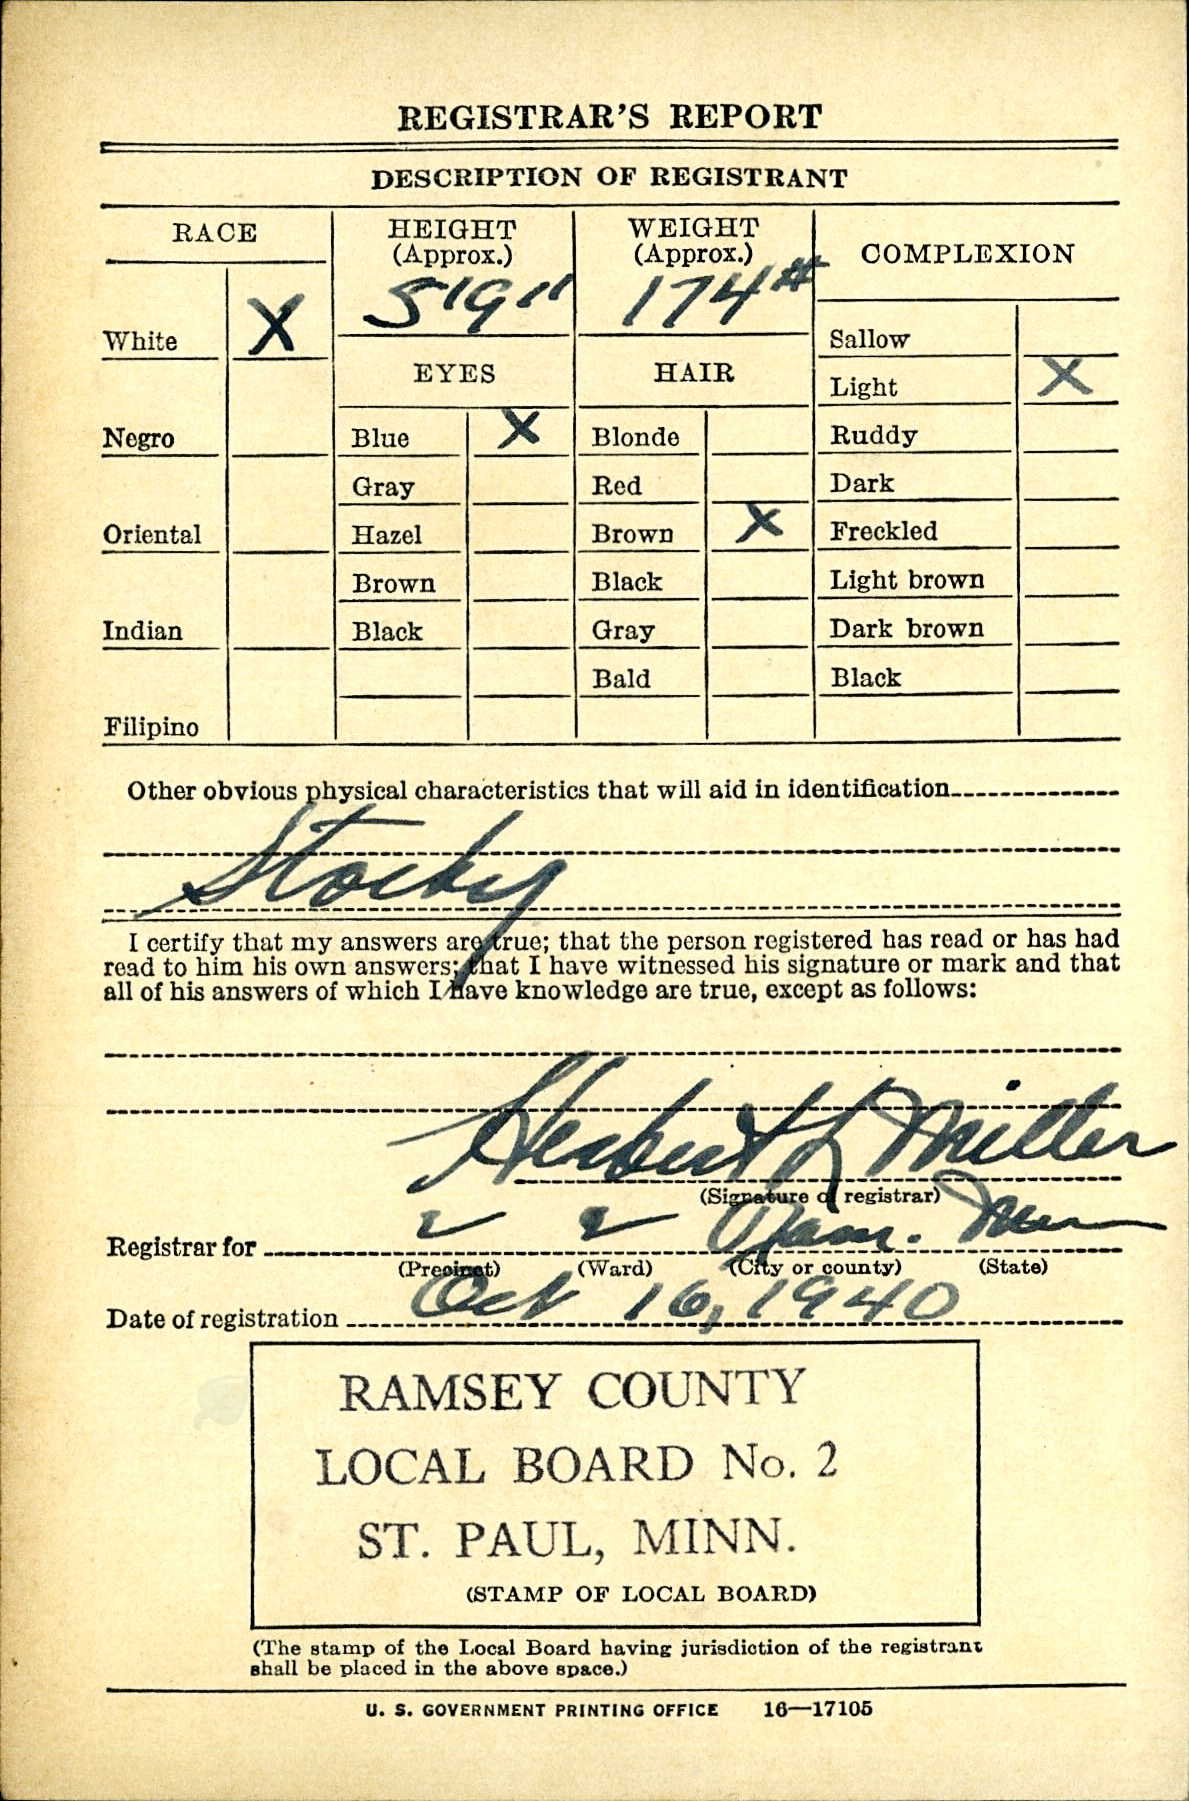 REGISTRAR'S REPORT
DESCRIPTION OF REGISTRANT
RACE
HEIGHT
(Approx.)
5'9"
WEIGHT
(Approx.)
174#
COMPLEXION
White X
Negro
Oriental
Indian
Filipino
EYES
Blue X
Gray
Hazel
Brown
Black
HAIR
Blonde
Red
Brown X
Black
Gray
Bald
Sallow
Light X
Ruddy
Dark
Freckled
Light brown
Dark brown
Black
Other obvious physical characteristics that will aid in identification
Stocky
I certify that my answers are true; that the person registered has read or has had
read to him his own answers; that I have witnessed his signature or mark and that
all of his answers of which I have knowledge are true, except as follows:
Herbert L Miller
(Signature of registrar)
Registrar for 2 2 Ram. Minn
(Precinct) (Ward) (City or county) (State)
Date of registration Oct 16, 1940
RAMSEY COUNTY
LOCAL BOARD No. 2
ST. PAUL, MINN.
(STAMP OF LOCAL BOARD)
(The stamp of the Local Board having jurisdiction of the registrant
shall be placed in the above space.)
U. S. GOVERNMENT PRINTING OFFICE 16—17105